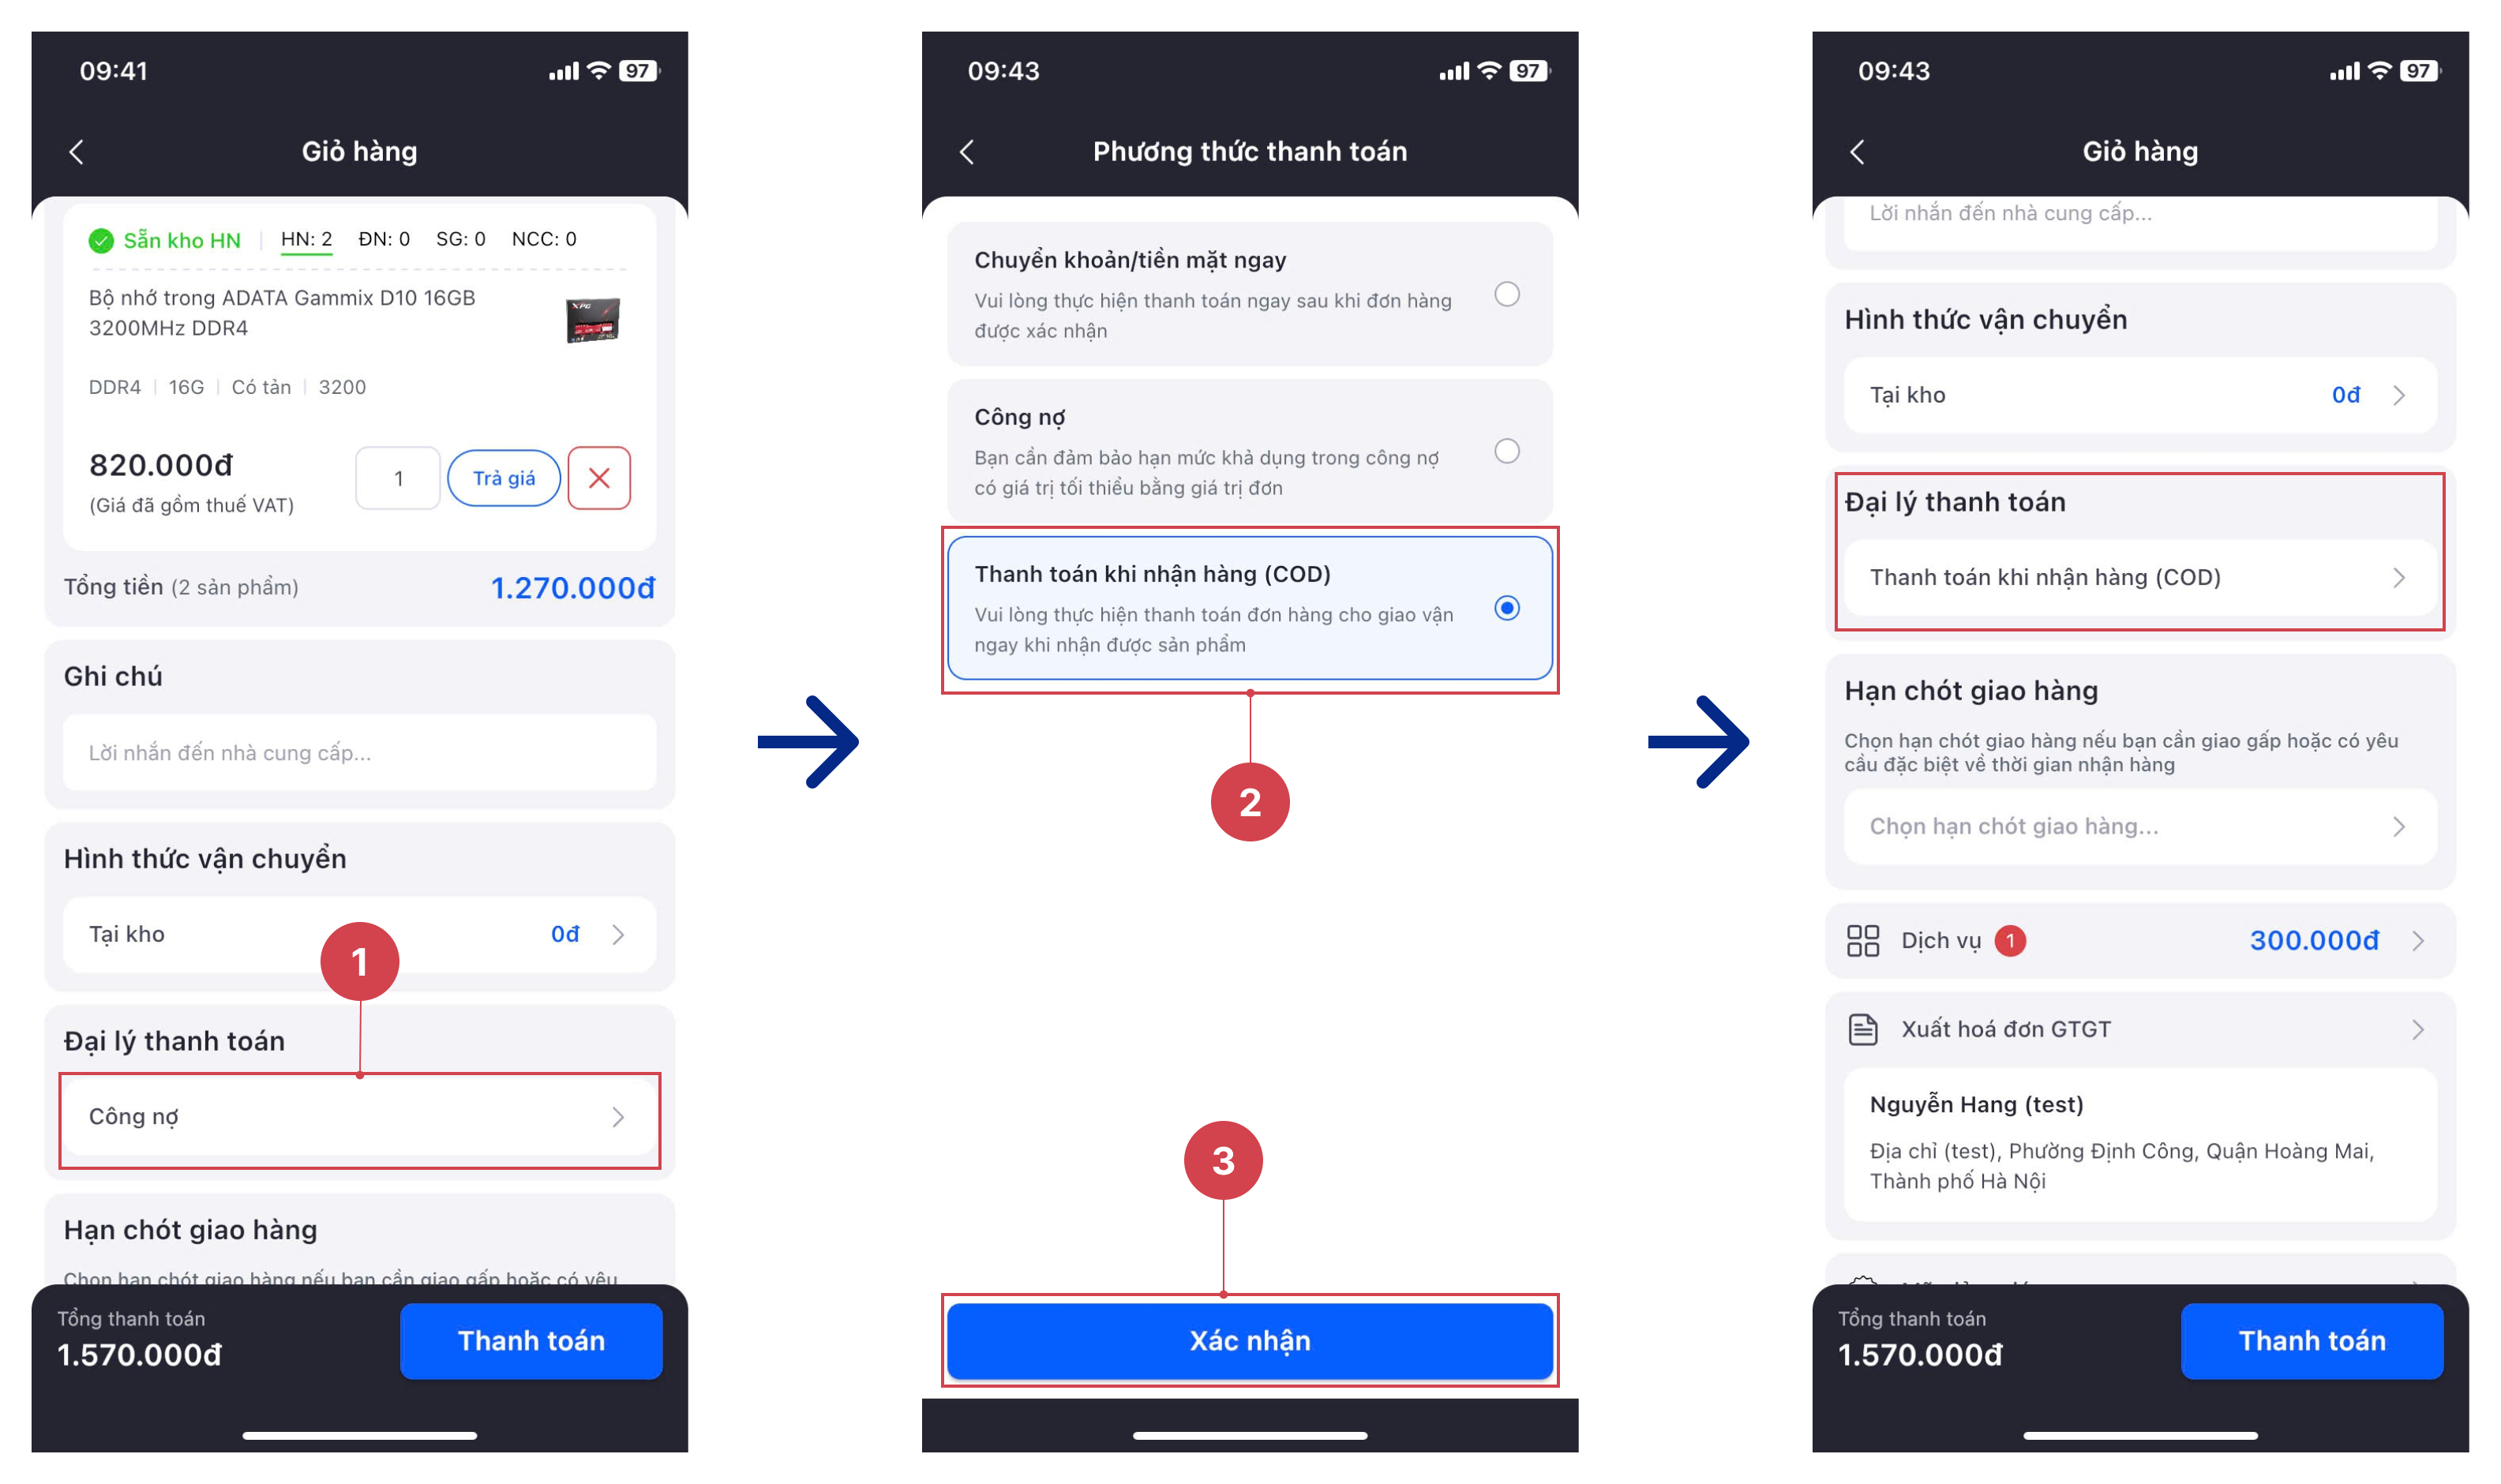 09:41
97
Giỏ hàng
Sẵn kho HN
HN: 2 ĐN: 0 SG: 0 NCC: 0
Bộ nhớ trong ADATA Gammix D10 16GB
3200MHz DDR4
XPG
DDR4 16G Có tản 3200
820.000đ
(Giá đã gồm thuế VAT)
1
Trả giá
Tổng tiền (2 sản phẩm)
1.270.000đ
Ghi chú
Lời nhắn đến nhà cung cấp...
Hình thức vận chuyển
Tại kho
0đ
1
Đại lý thanh toán
Công nợ
Hạn chót giao hàng
Chọn hạn chót giao hàng nếu bạn cần giao gấp hoặc có yêu
Tổng thanh toán
1.570.000đ
Thanh toán
09:43
97
Phương thức thanh toán
Chuyển khoản/tiền mặt ngay
Vui lòng thực hiện thanh toán ngay sau khi đơn hàng
được xác nhận
Công nợ
Bạn cần đảm bảo hạn mức khả dụng trong công nợ
có giá trị tối thiểu bằng giá trị đơn
Thanh toán khi nhận hàng (COD)
Vui lòng thực hiện thanh toán đơn hàng cho giao vận
ngay khi nhận được sản phẩm
2
3
Xác nhận
09:43
97
Giỏ hàng
Lời nhắn đến nhà cung cấp...
Hình thức vận chuyển
Tại kho
0đ
Đại lý thanh toán
Thanh toán khi nhận hàng (COD)
Hạn chót giao hàng
Chọn hạn chót giao hàng nếu bạn cần giao gấp hoặc có yêu
cầu đặc biệt về thời gian nhận hàng
Chọn hạn chót giao hàng...
Dịch vụ 1
300.000đ
Xuất hoá đơn GTGT
Nguyễn Hang (test)
Địa chỉ (test), Phường Định Công, Quận Hoàng Mai,
Thành phố Hà Nội
Tổng thanh toán
1.570.000đ
Thanh toán